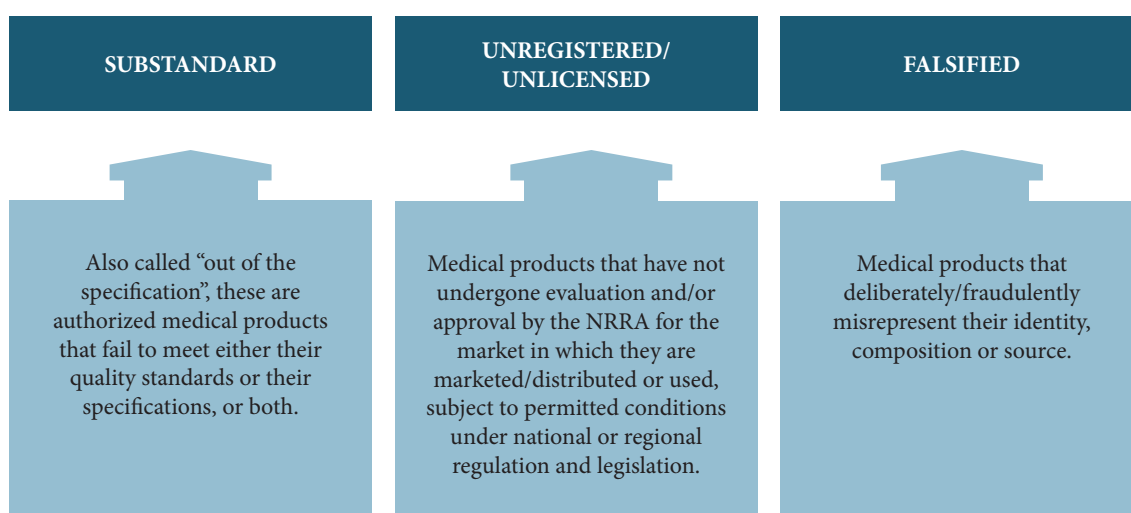 SUBSTANDARD
Also called “out of the
specification”, these are
authorized medical products
that fail to meet either their
quality standards or their
specifications, or both.
UNREGISTERED/
UNLICENSED
Medical products that have not
undergone evaluation and/or
approval by the NRRA for the
market in which they are
marketed/distributed or used,
subject to permitted conditions
under national or regional
regulation and legislation.
FALSIFIED
Medical products that
deliberately/fraudulently
misrepresent their identity,
composition or source.